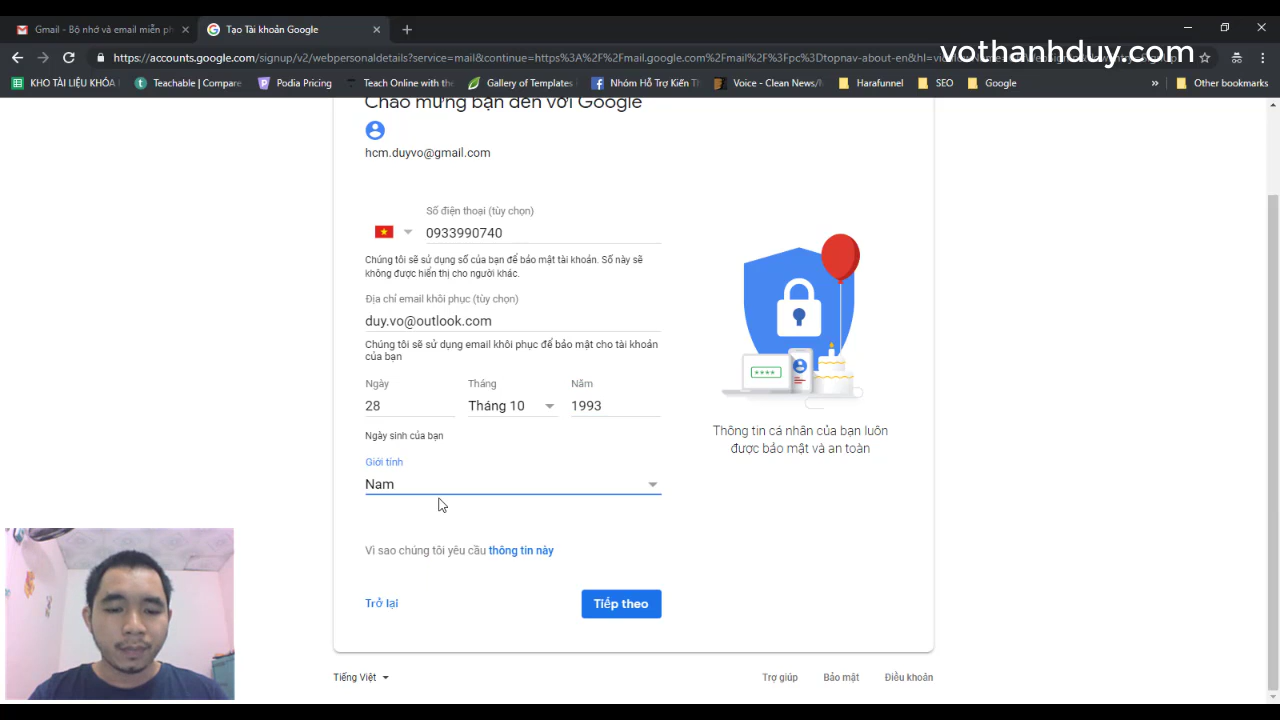 Gmail - Bộ nhớ và email miễn ph
Tạo Tài khoản Google
vothanhduy.com
https://accounts.google.com/signup/v2/webpersonaldetails?service=mail&continue=https%3A%2F%2Fmail.google.com%2Fmail%2F%3Fpc%3Dtopnav-about-en&hl=vi
KHO TÀI LIỆU KHÓA
Teachable | Compare
Podia Pricing
Teach Online with the
Gallery of Templates
Nhóm Hỗ Trợ Kiến Th
Voice - Clean News/N
Harafunnel
SEO
Google
»
Other bookmarks
Chào mừng bạn đến với Google
hcm.duyvo@gmail.com
Số điện thoại (tùy chọn)
0933990740
Chúng tôi sẽ sử dụng số của bạn để bảo mật tài khoản. Số này sẽ
không được hiển thị cho người khác.
Địa chỉ email khôi phục (tùy chọn)
duy.vo@outlook.com
Chúng tôi sẽ sử dụng email khôi phục để bảo mật cho tài khoản
của bạn
Ngày Tháng Năm
28 Tháng 10 1993
Ngày sinh của bạn
Giới tính
Nam
Vì sao chúng tôi yêu cầu thông tin này
Trở lại
Tiếp theo
Thông tin cá nhân của bạn luôn
được bảo mật và an toàn
Tiếng Việt
Trợ giúp
Bảo mật
Điều khoản